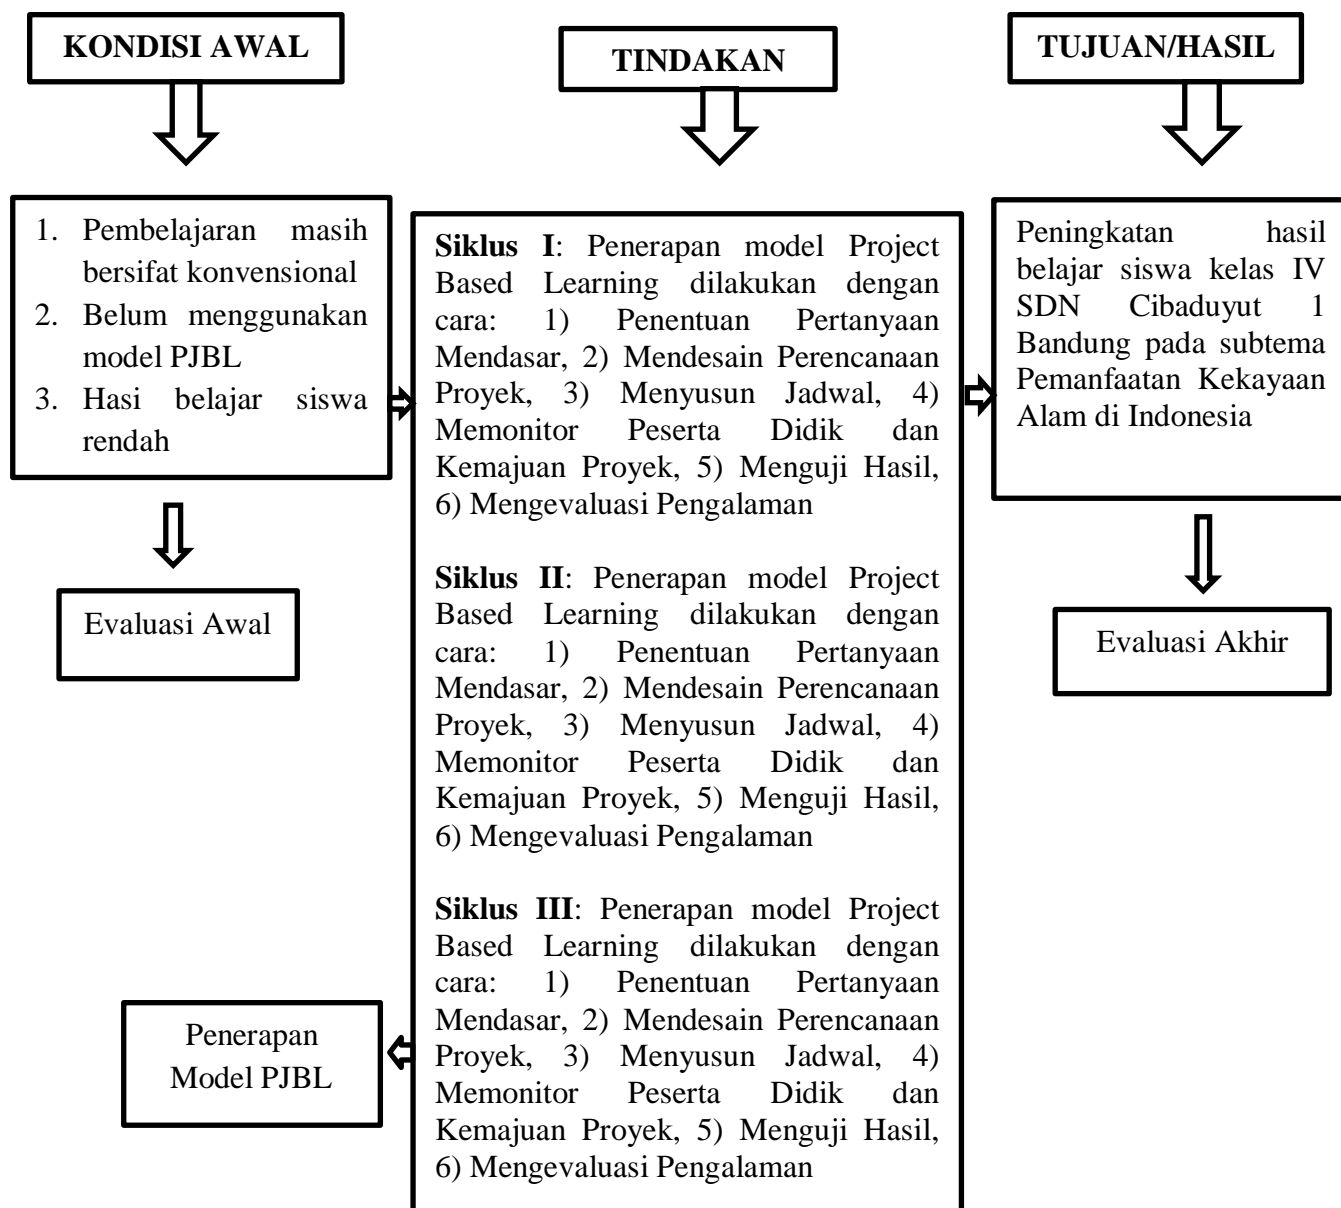 KONDISI AWAL
TINDAKAN
TUJUAN/HASIL
1. Pembelajaran masih
bersifat konvensional
2. Belum menggunakan
model PJBL
3. Hasi belajar siswa
rendah
Evaluasi Awal
Siklus I: Penerapan model Project
Based Learning dilakukan dengan
cara: 1) Penentuan Pertanyaan
Mendasar, 2) Mendesain Perencanaan
Proyek, 3) Menyusun Jadwal, 4)
Memonitor Peserta Didik dan
Kemajuan Proyek, 5) Menguji Hasil,
6) Mengevaluasi Pengalaman
Siklus II: Penerapan model Project
Based Learning dilakukan dengan
cara: 1) Penentuan Pertanyaan
Mendasar, 2) Mendesain Perencanaan
Proyek, 3) Menyusun Jadwal, 4)
Memonitor Peserta Didik dan
Kemajuan Proyek, 5) Menguji Hasil,
6) Mengevaluasi Pengalaman
Siklus III: Penerapan model Project
Based Learning dilakukan dengan
cara: 1) Penentuan Pertanyaan
Mendasar, 2) Mendesain Perencanaan
Proyek, 3) Menyusun Jadwal, 4)
Memonitor Peserta Didik dan
Kemajuan Proyek, 5) Menguji Hasil,
6) Mengevaluasi Pengalaman
Penerapan
Model PJBL
Peningkatan hasil
belajar siswa kelas IV
SDN Cibaduyut 1
Bandung pada subtema
Pemanfaatan Kekayaan
Alam di Indonesia
Evaluasi Akhir